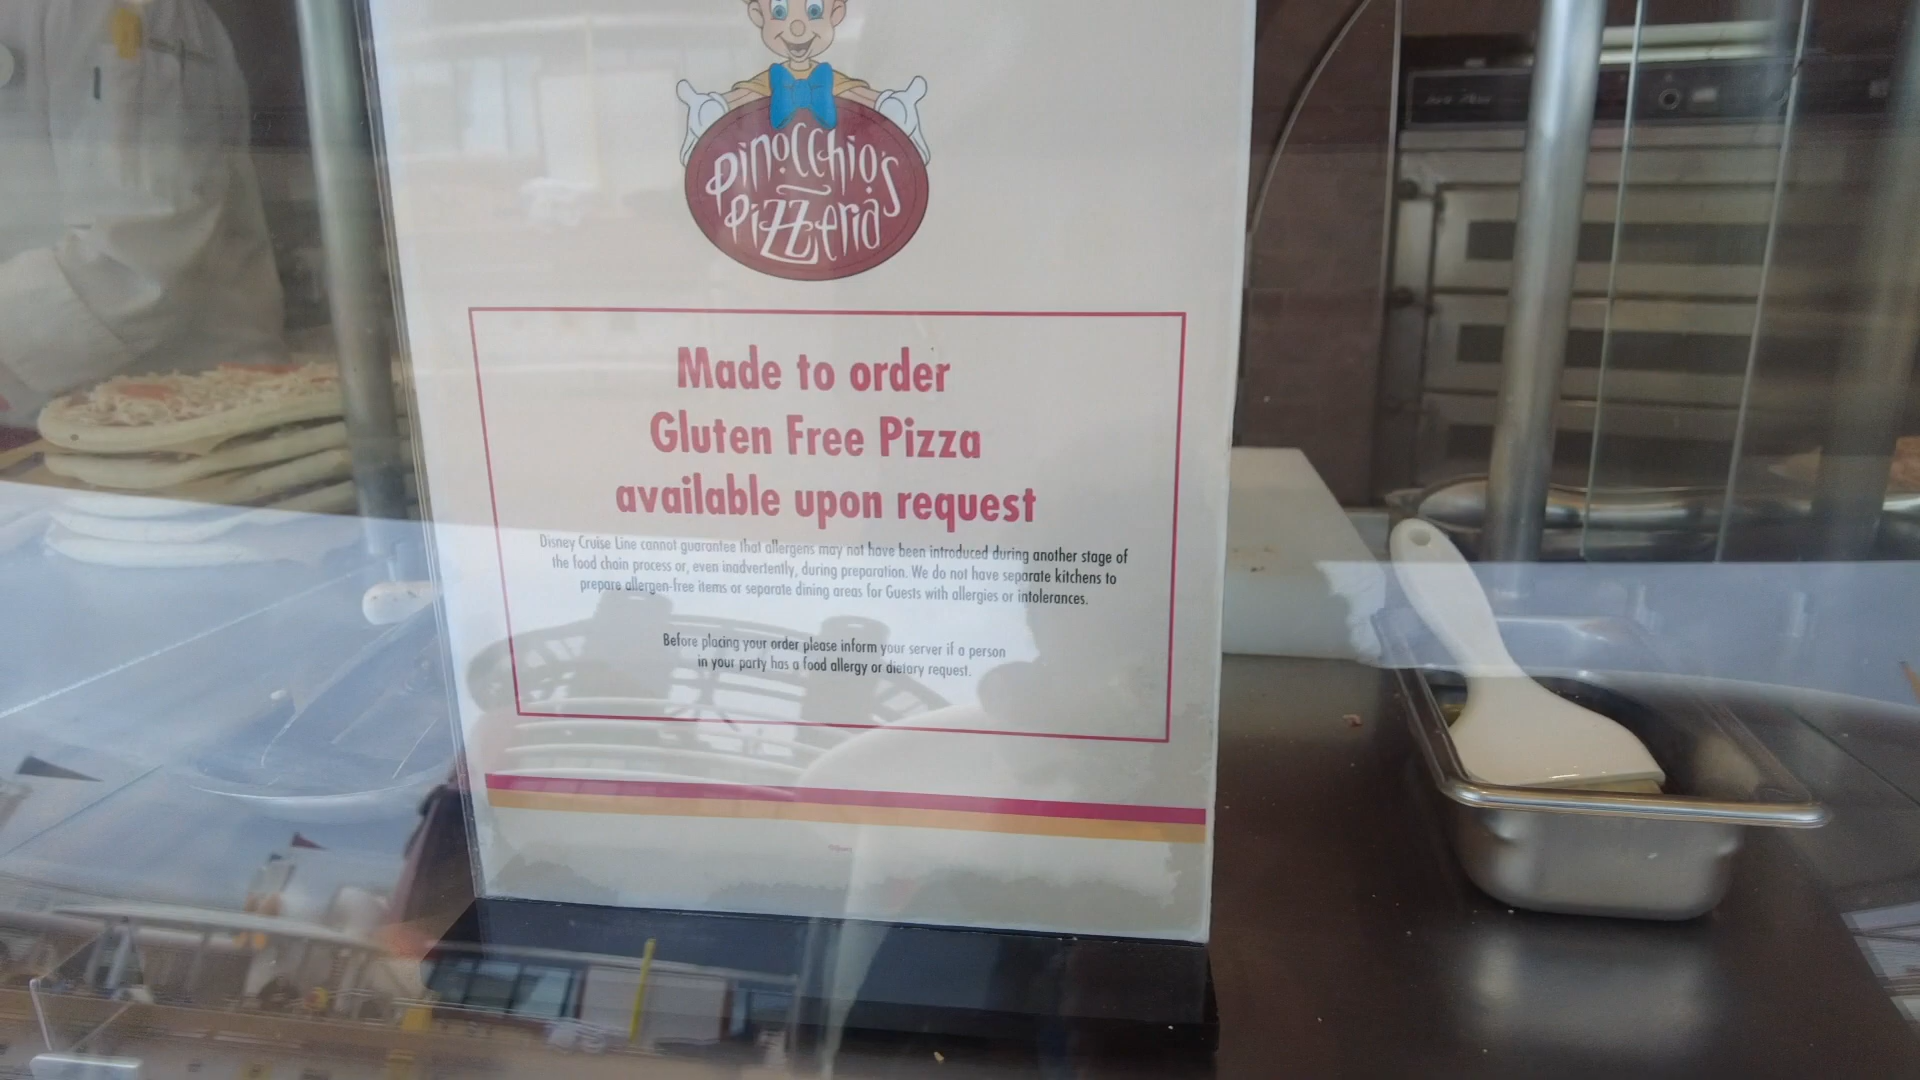 Pinocchio's
Pizzeria
Made to order
Gluten Free Pizza
available upon request
Disney Cruise Line cannot guarantee that allergens may not have been introduced during another stage of
the food chain process or, even inadvertently, during preparation. We do not have separate kitchens to
prepare allergen-free items or separate dining areas for Guests with allergies or intolerances.
Before placing your order please inform your server if a person
in your party has a food allergy or dietary request.